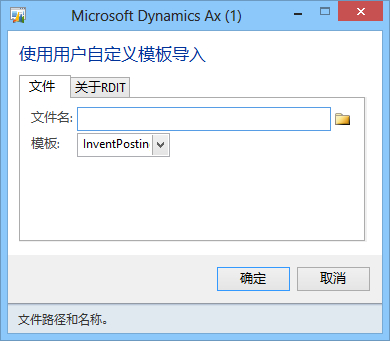 Microsoft Dynamics Ax (1)
使用用户自定义模板导入
文件 关于RDIT
文件名:
模板: InventPostin
确定 取消
文件路径和名称。